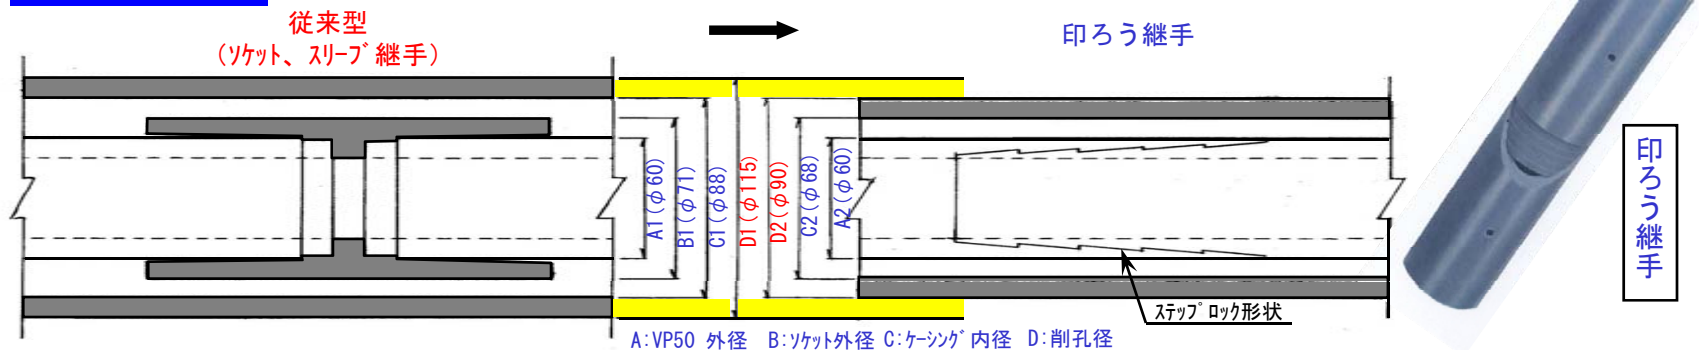 従来型
（ｿｹｯﾄ、ｽﾘｰﾌﾞ継手）
印ろう継手
A1(φ60)
B1(φ71)
C1(φ88)
D1(φ115)
D2(φ90)
C2(φ68)
A2(φ60)
ｽﾃｯﾌﾟﾛｯｸ形状
印ろう継手
A:VP50 外径 B:ｿｹｯﾄ外径 C:ｹｰｼﾝｸﾞ内径 D:削孔径